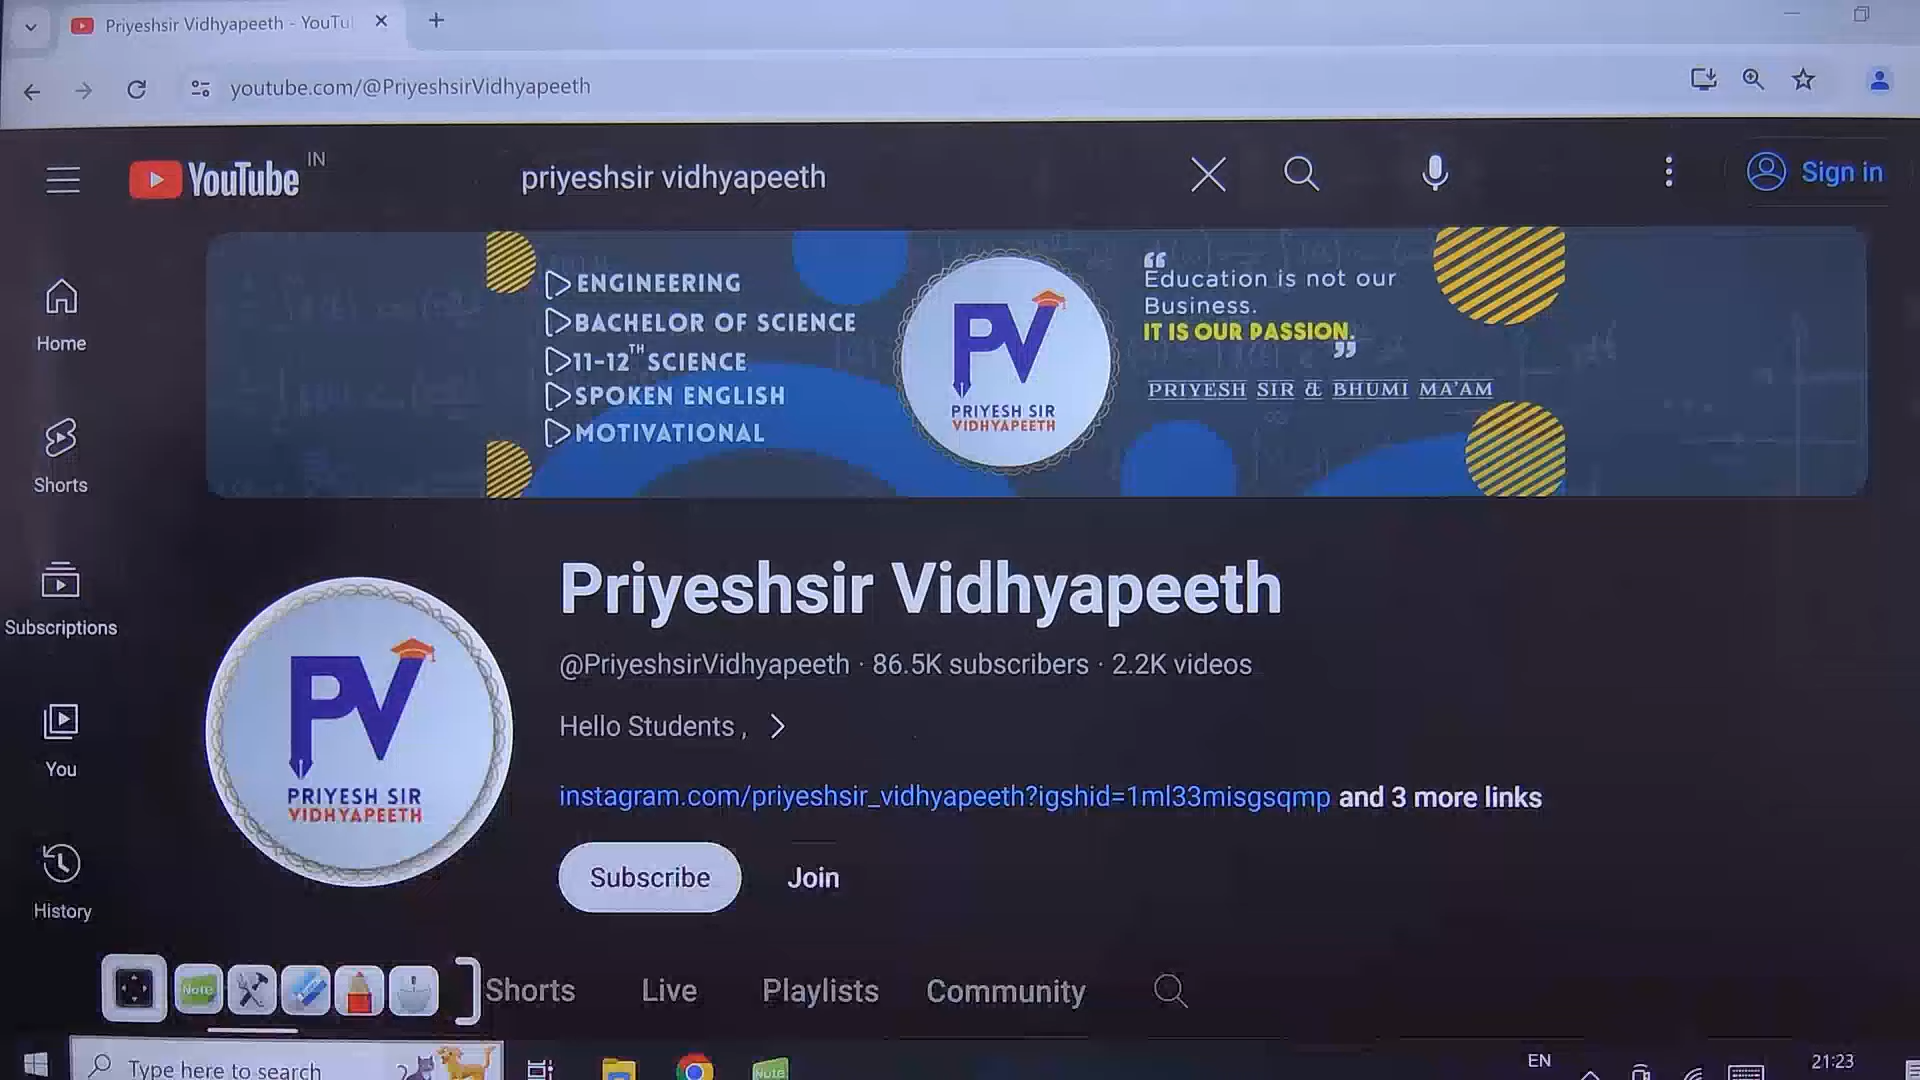 Priyeshsir Vidhyapeeth - YouTu
youtube.com/@PriyeshsirVidhyapeeth
YouTube IN
priyeshsir vidhyapeeth
Sign in
Home
Shorts
Subscriptions
You
History
ENGINEERING
BACHELOR OF SCIENCE
11-12TH SCIENCE
SPOKEN ENGLISH
MOTIVATIONAL
PV
PRIYESH SIR
VIDHYAPEETH
“Education is not our
Business.
IT IS OUR PASSION.”
PRIYESH SIR & BHUMI MA'AM
PV
PRIYESH SIR
VIDHYAPEETH
Priyeshsir Vidhyapeeth
@PriyeshsirVidhyapeeth · 86.5K subscribers · 2.2K videos
Hello Students ,
instagram.com/priyeshsir_vidhyapeeth?igshid=1ml33misgsqmp and 3 more links
Subscribe Join
Note
Shorts Live Playlists Community
Type here to search
Note
EN
21:23